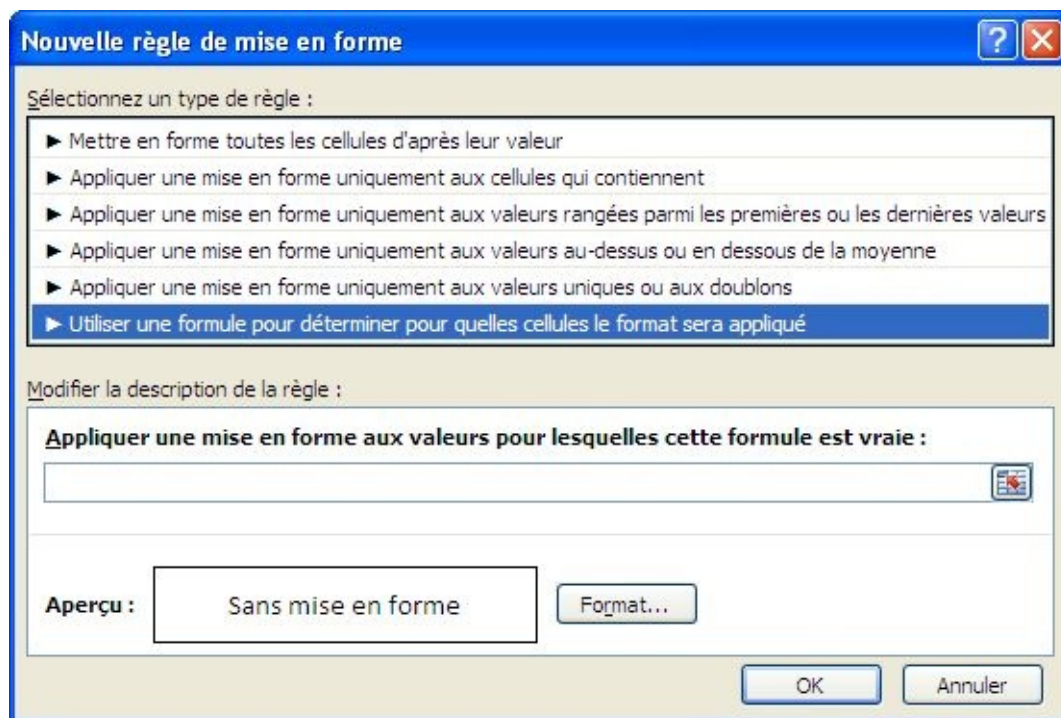 Nouvelle règle de mise en forme
Sélectionnez un type de règle :
► Mettre en forme toutes les cellules d'après leur valeur
► Appliquer une mise en forme uniquement aux cellules qui contiennent
► Appliquer une mise en forme uniquement aux valeurs rangées parmi les premières ou les dernières valeurs
► Appliquer une mise en forme uniquement aux valeurs au-dessus ou en dessous de la moyenne
► Appliquer une mise en forme uniquement aux valeurs uniques ou aux doublons
► Utiliser une formule pour déterminer pour quelles cellules le format sera appliqué
Modifier la description de la règle :
Appliquer une mise en forme aux valeurs pour lesquelles cette formule est vraie :
Aperçu : Sans mise en forme Format...
OK Annuler